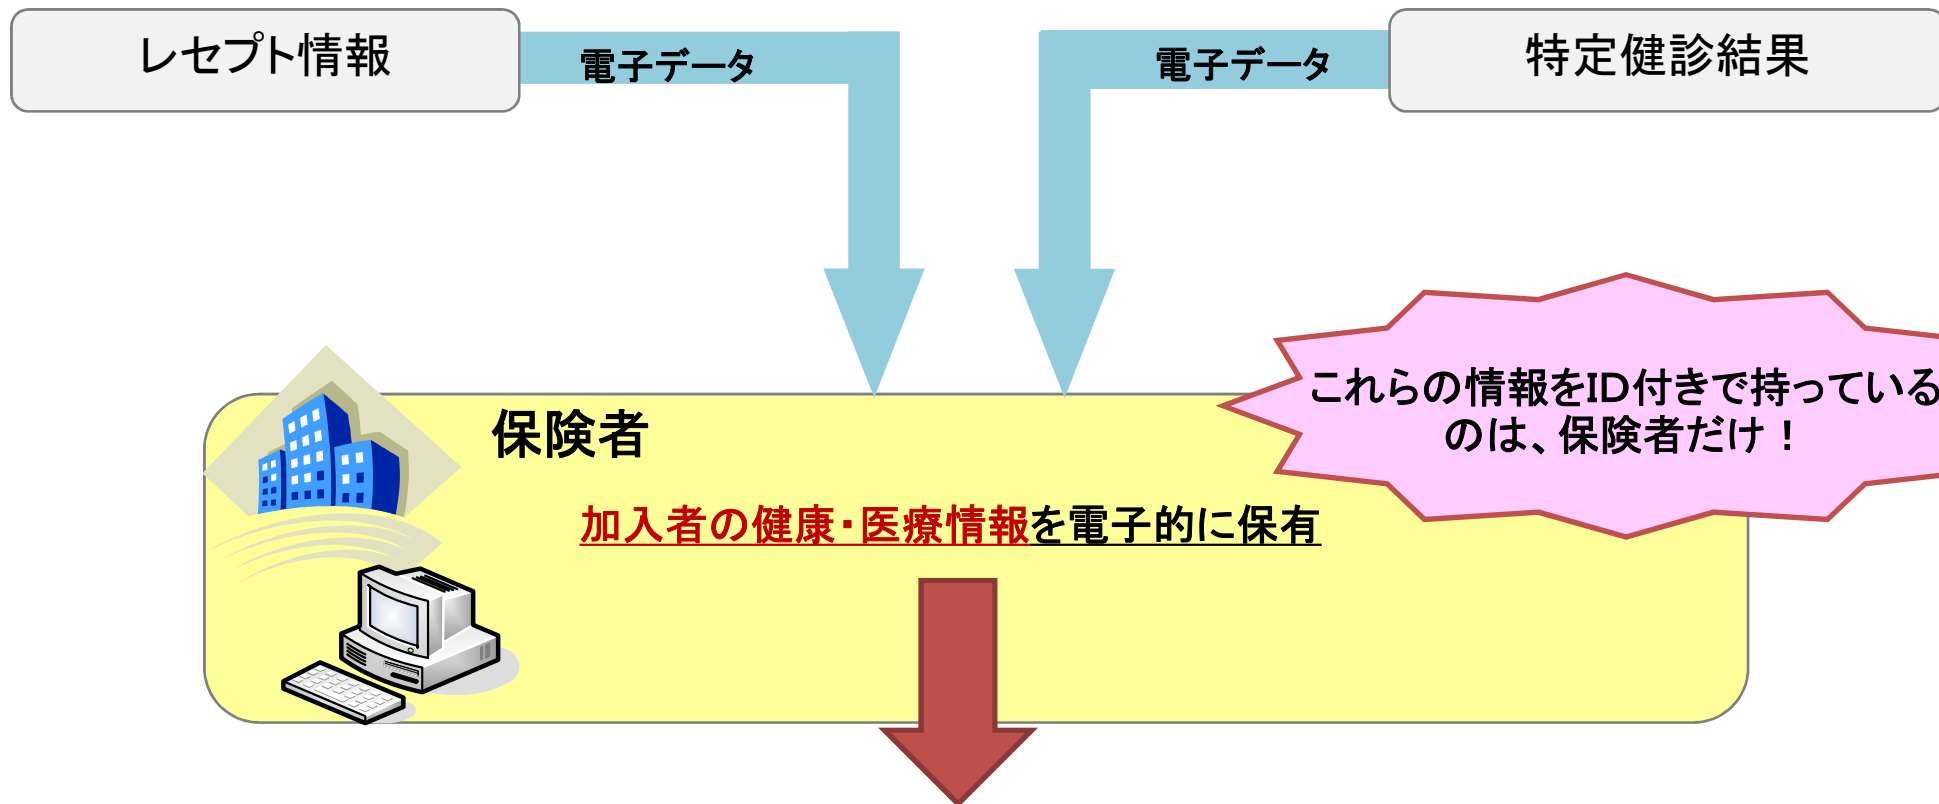 レセプト情報
電子データ
電子データ
特定健診結果
これらの情報をID付きで持っている
のは、保険者だけ！
保険者
加入者の健康・医療情報を電子的に保有